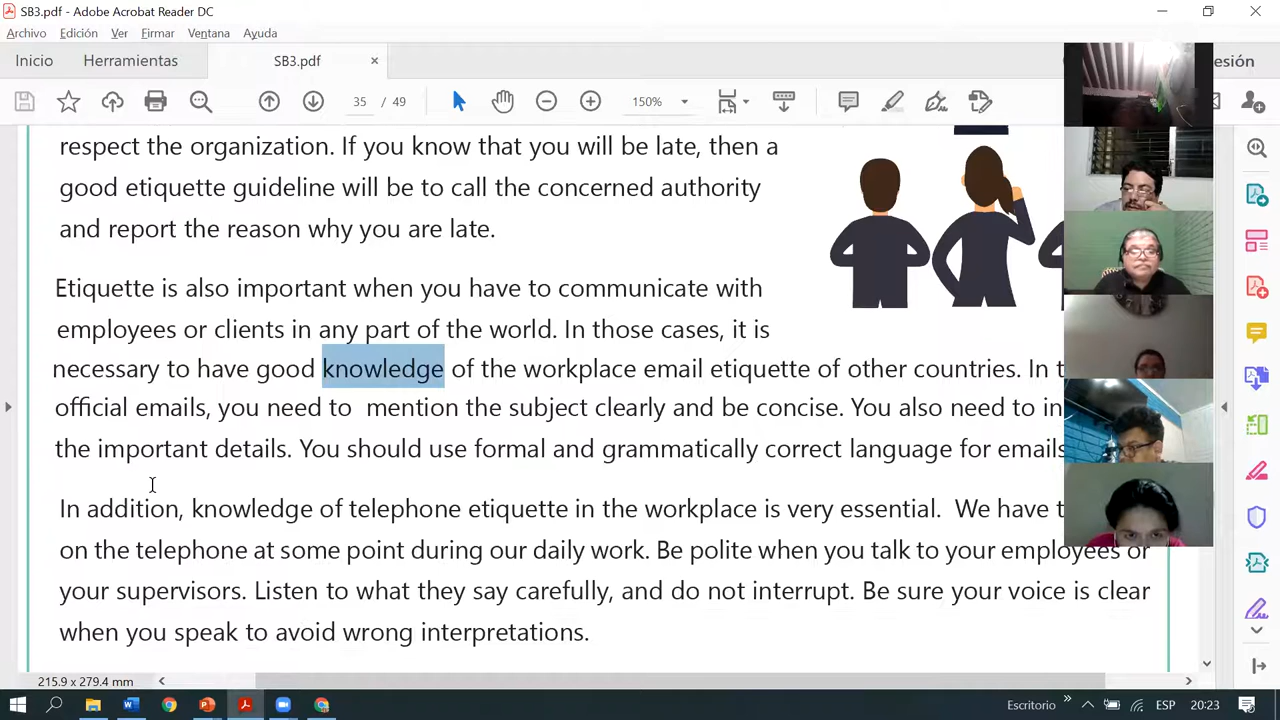 SB3.pdf - Adobe Acrobat Reader DC
Archivo Edición Ver Firmar Ventana Ayuda
Inicio Herramientas SB3.pdf × esión
35 / 49 150%
respect the organization. If you know that you will be late, then a
good etiquette guideline will be to call the concerned authority
and report the reason why you are late.
Etiquette is also important when you have to communicate with
employees or clients in any part of the world. In those cases, it is
necessary to have good knowledge of the workplace email etiquette of other countries. In t
official emails, you need to mention the subject clearly and be concise. You also need to in
the important details. You should use formal and grammatically correct language for emails
In addition, knowledge of telephone etiquette in the workplace is very essential. We have t
on the telephone at some point during our daily work. Be polite when you talk to your employees or
your supervisors. Listen to what they say carefully, and do not interrupt. Be sure your voice is clear
when you speak to avoid wrong interpretations.
215.9 x 279.4 mm
Escritorio » ESP 20:23